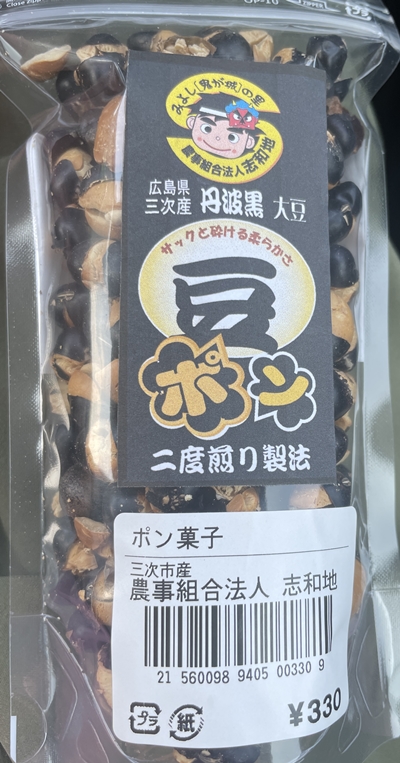 みよし(鬼が城)の里
農事組合法人志和地
広島県
三次産 丹波黒 大豆
サックと砕ける柔らかさ
豆
ポン
二度煎り製法
ポン菓子
三次市産
農事組合法人 志和地
21 560098 9405 00330 9
プラ 紙 ¥330